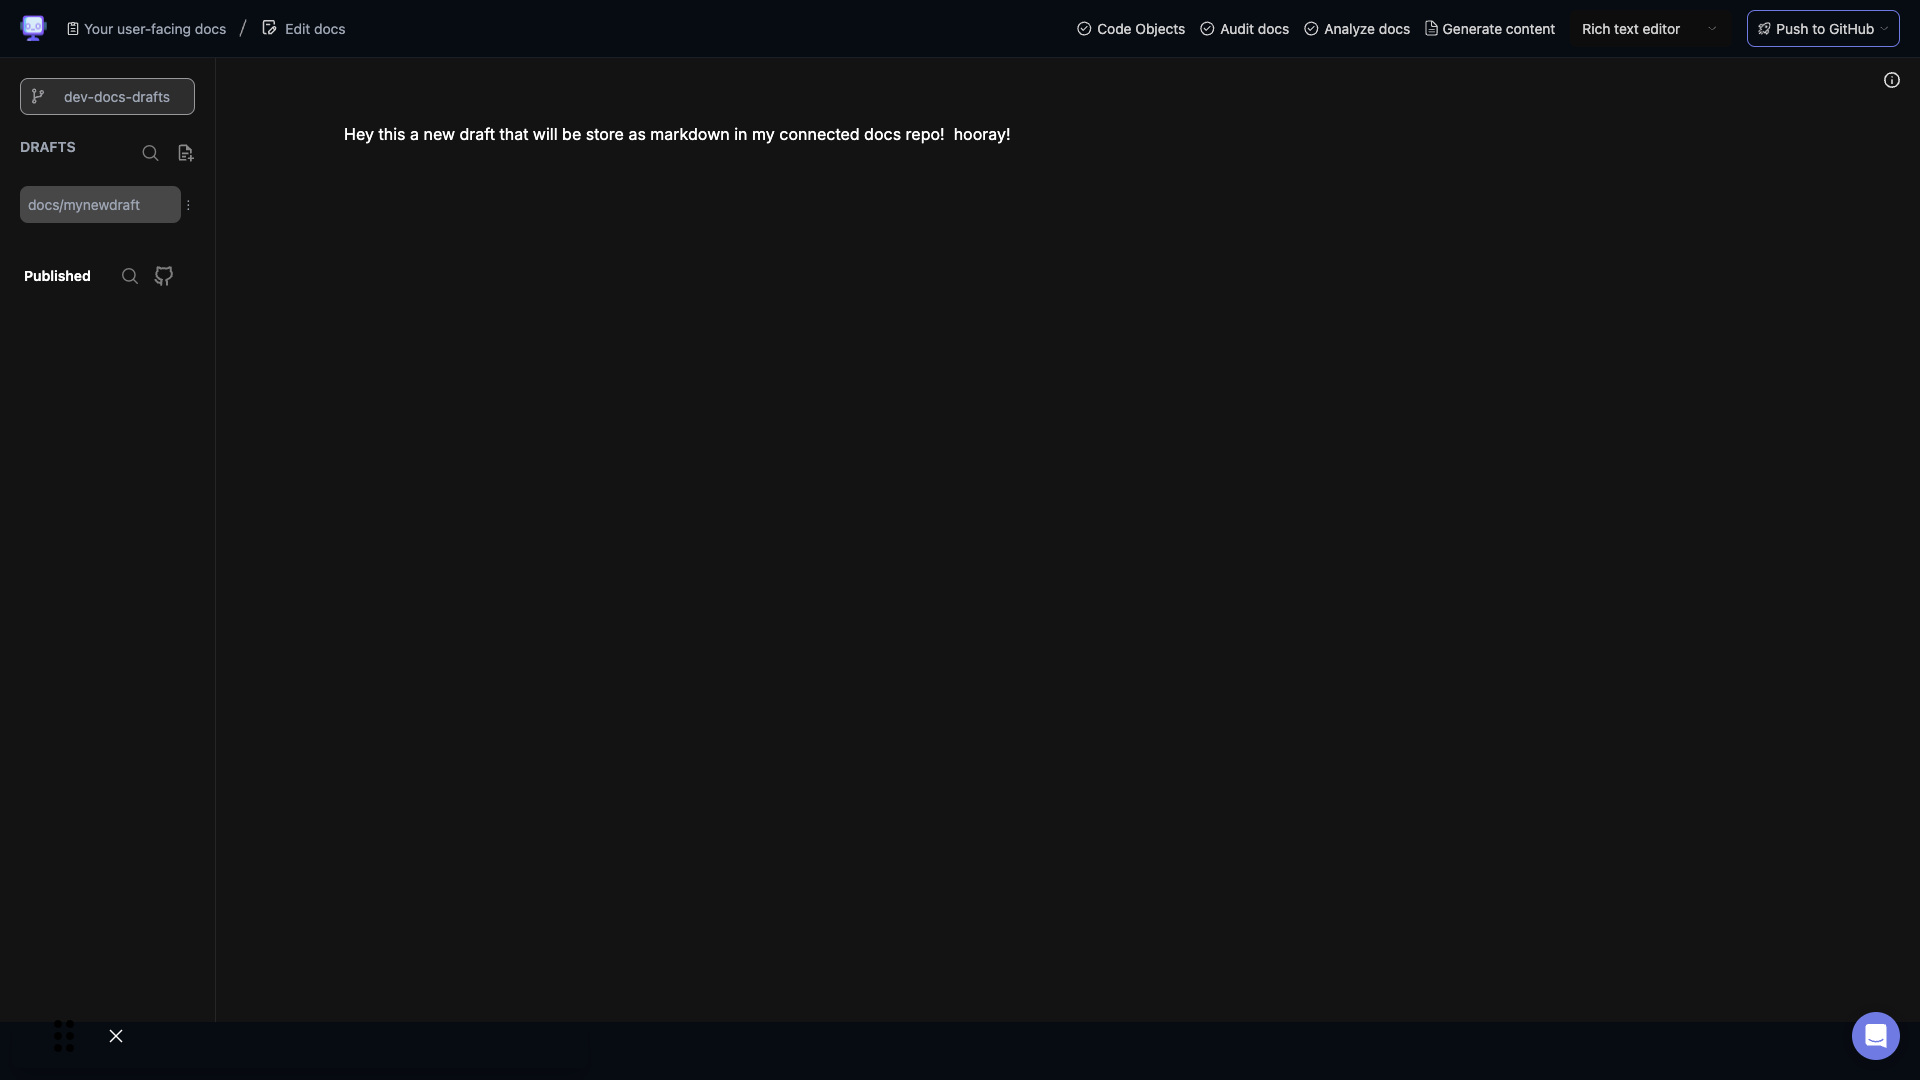 Your user-facing docs / Edit docs
Code Objects Audit docs Analyze docs Generate content Rich text editor Push to GitHub
dev-docs-drafts
DRAFTS
docs/mynewdraft
Published
Hey this a new draft that will be store as markdown in my connected docs repo!  hooray!